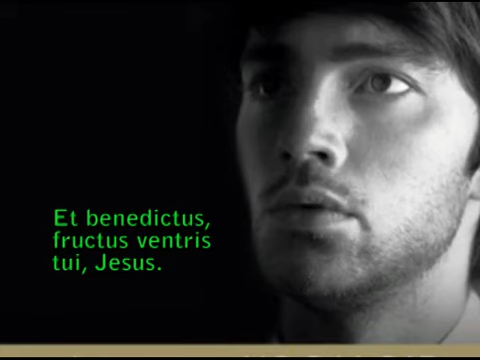 Et benedictus,
fructus ventris
tui, Jesus.